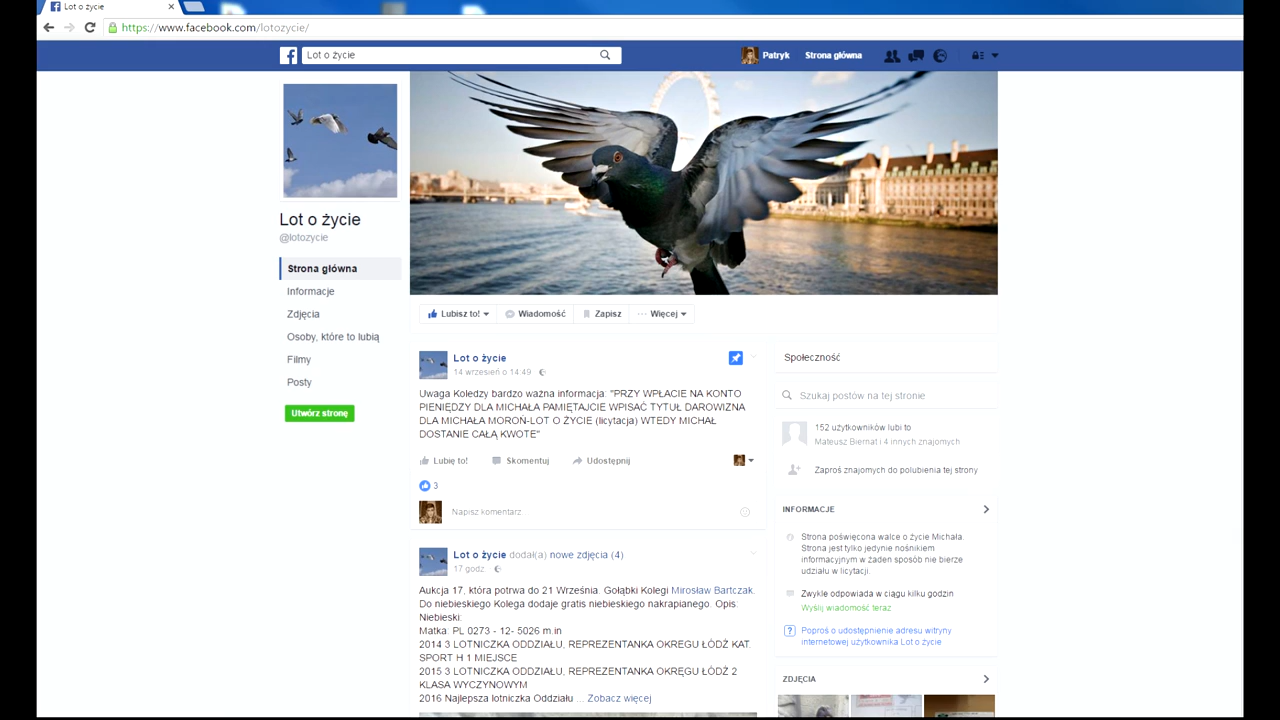 Lot o życie
https://www.facebook.com/lotozycie/
Lot o życie
Patryk
Strona główna
Lot o życie
@lotozycie
Strona główna
Informacje
Zdjęcia
Osoby, które to lubią
Filmy
Posty
Utwórz stronę
Lubisz to!
Wiadomość
Zapisz
Więcej
Lot o życie
14 wrzesień o 14:49
Uwaga Koledzy bardzo ważna informacja: "PRZY WPŁACIE NA KONTO
PIENIĘDZY DLA MICHAŁA PAMIĘTAJCIE WPISAĆ TYTUŁ DAROWIZNA
DLA MICHAŁA MOROŃ-LOT O ŻYCIE (licytacja) WTEDY MICHAŁ
DOSTANIE CAŁĄ KWOTE"
Lubię to!
Skomentuj
Udostępnij
3
Napisz komentarz
Lot o życie dodał(a) nowe zdjęcia (4)
17 godz.
Aukcja 17, która potrwa do 21 Września. Gołąbki Kolegi Mirosław Bartczak.
Do niebieskiego Kolega dodaje gratis niebieskiego nakrapianego. Opis:
Niebieski:
Matka: PL 0273 - 12- 5026 m.in
2014 3 LOTNICZKA ODDZIAŁU, REPREZENTANKA OKREGU ŁÓDŹ KAT.
SPORT H 1 MIEJSCE
2015 3 LOTNICZKA ODDZIAŁU, REPREZENTANKA OKRĘGU ŁÓDŹ 2
KLASA WYCZYNOWYM
2016 Najlepsza lotniczka Oddziału ... Zobacz więcej
Społeczność
Szukaj postów na tej stronie
152 użytkowników lubi to
Mateusz Biernat i 4 innych znajomych
Zaproś znajomych do polubienia tej strony
INFORMACJE
Strona poświęcona walce o życie Michała.
Strona jest tylko jedynie nośnikiem
informacyjnym w żaden sposób nie bierze
udziału w licytacji.
Zwykle odpowiada w ciągu kilku godzin
Wyślij wiadomość teraz
Poproś o udostępnienie adresu witryny
internetowej użytkownika Lot o życie
ZDJĘCIA